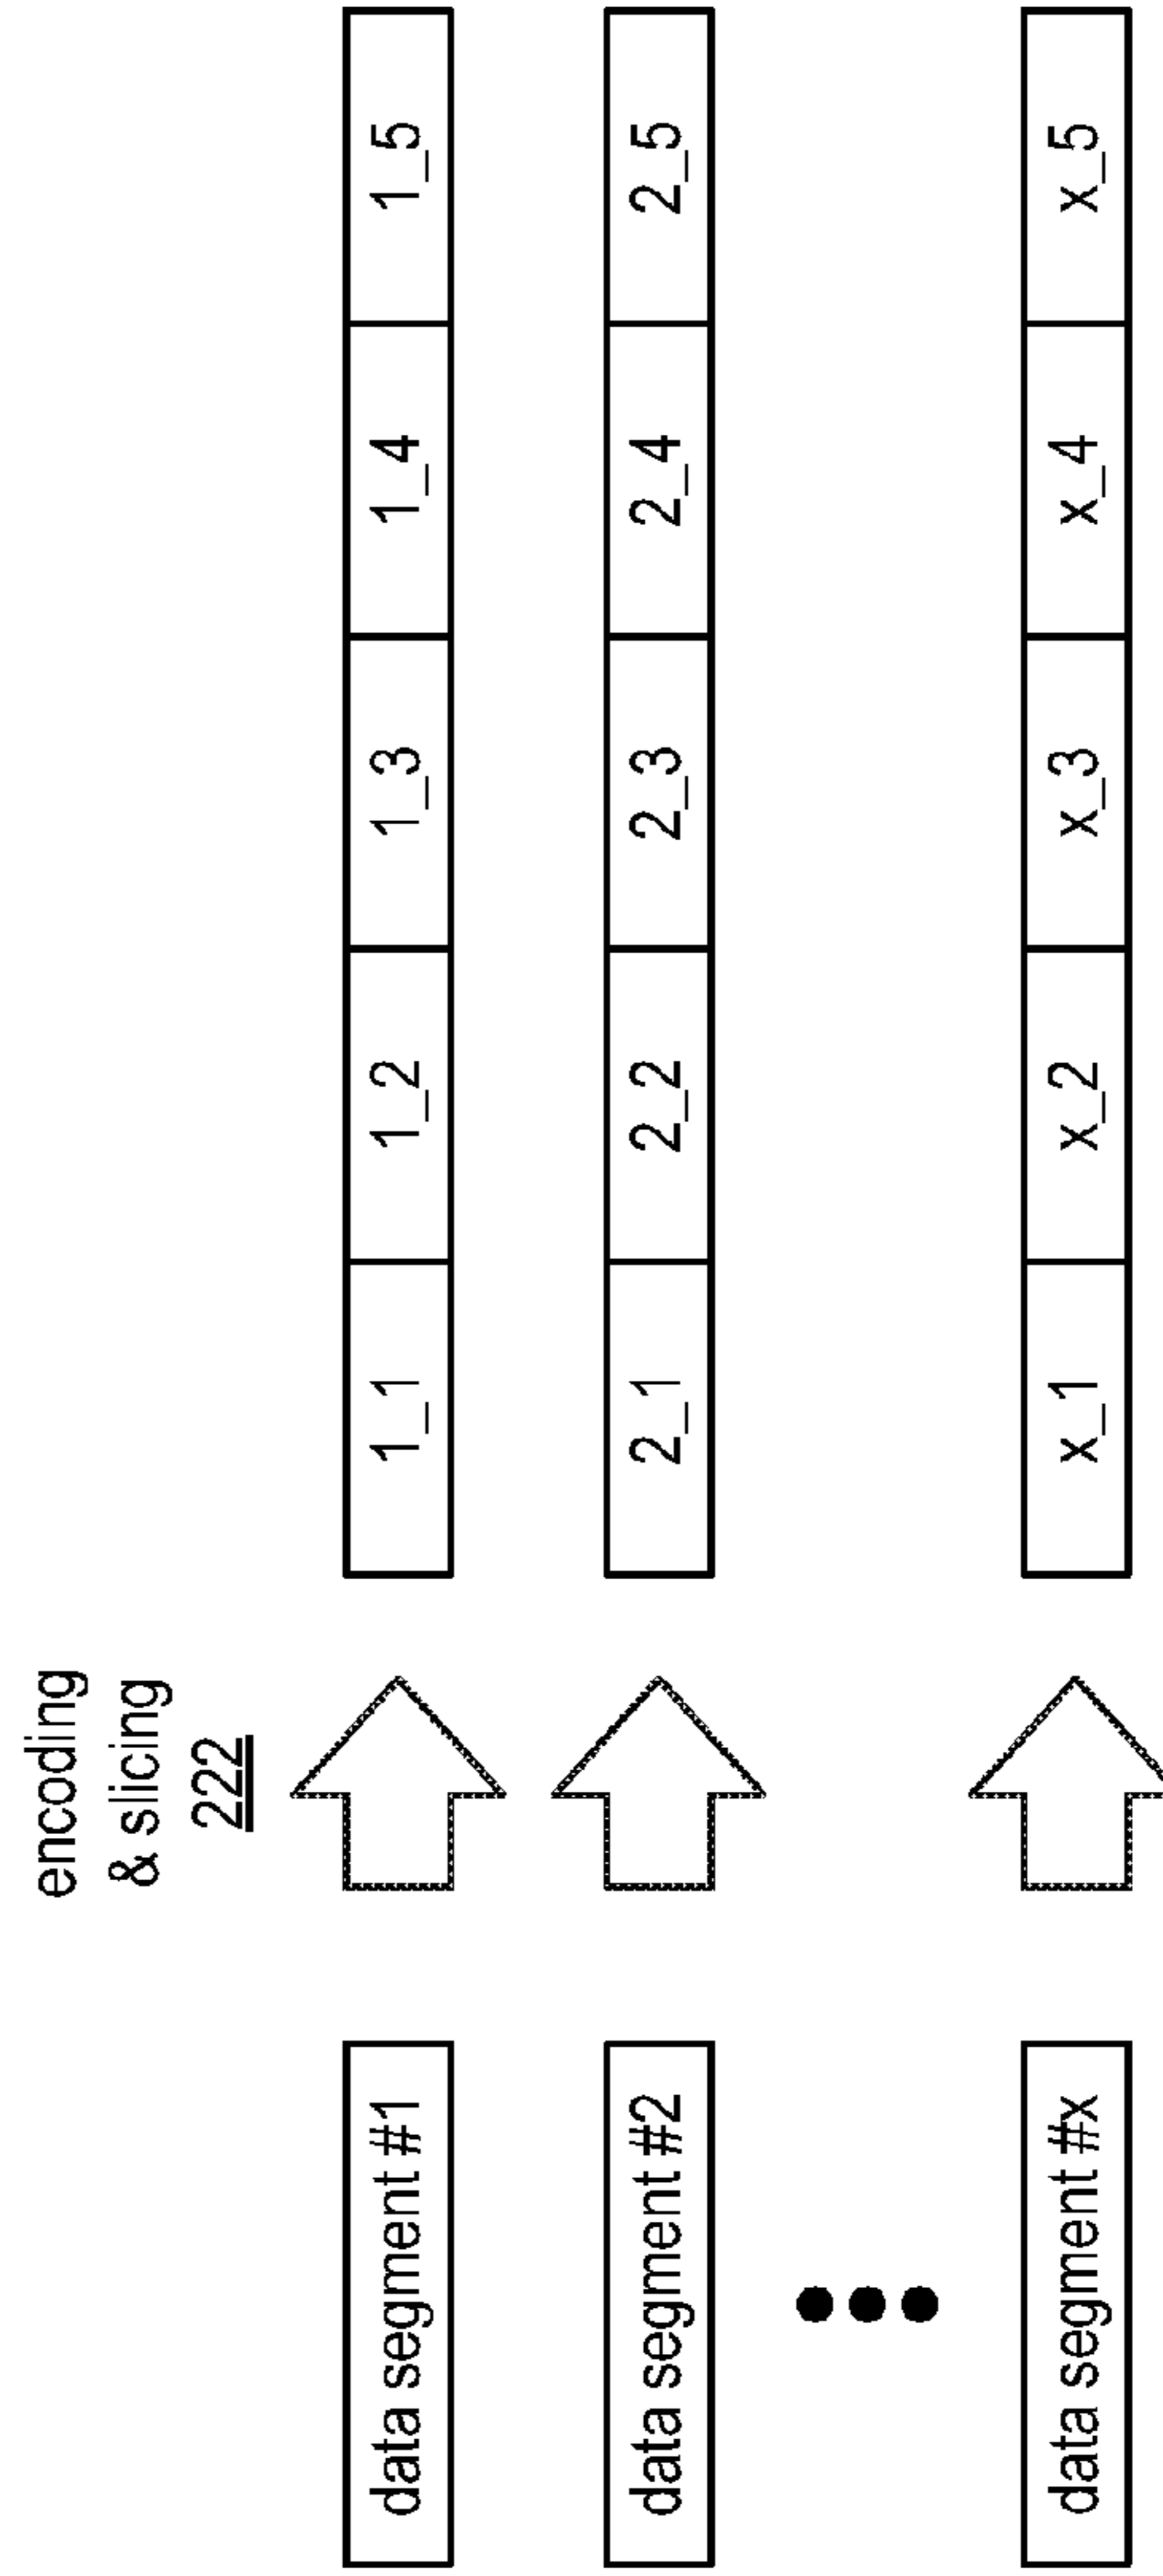 encoding
& slicing
222
data segment #1
1_1
1_2
1_3
1_4
1_5
data segment #2
2_1
2_2
2_3
2_4
2_5
data segment #x
x_1
x_2
x_3
x_4
x_5